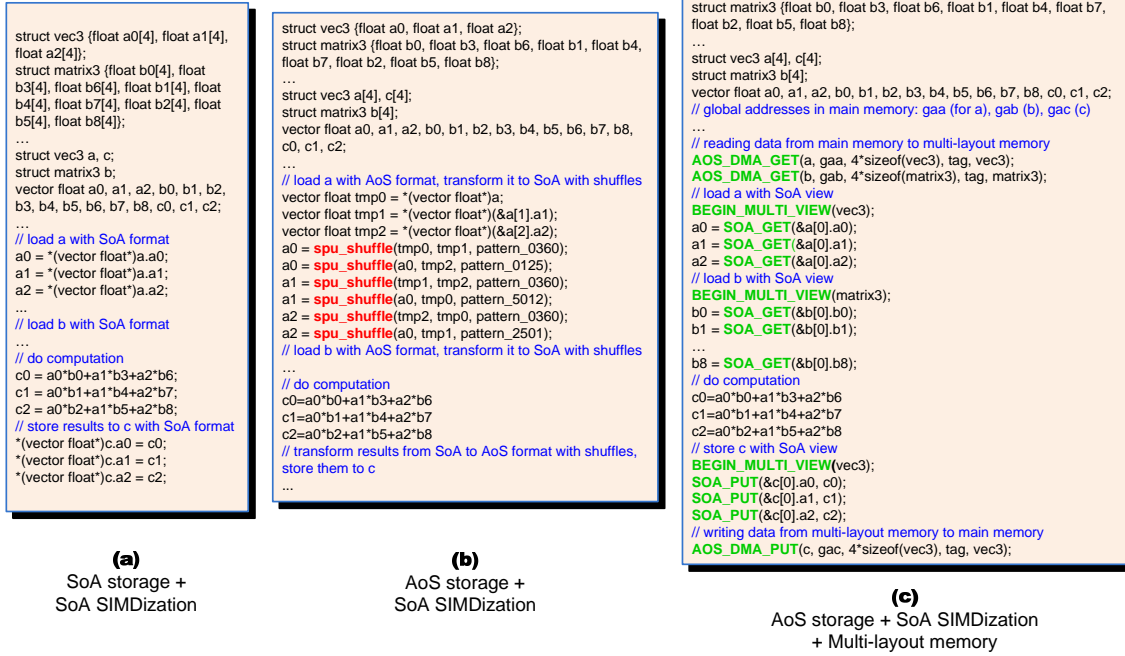 struct vec3 {float a0[4], float a1[4],
float a2[4]};
struct matrix3 {float b0[4], float
b3[4], float b6[4], float b1[4], float
b4[4], float b7[4], float b2[4], float
b5[4], float b8[4]};
…
struct vec3 a, c;
struct matrix3 b;
vector float a0, a1, a2, b0, b1, b2,
b3, b4, b5, b6, b7, b8, c0, c1, c2;
…
// load a with SoA format
a0 = *(vector float*)a.a0;
a1 = *(vector float*)a.a1;
a2 = *(vector float*)a.a2;
...
// load b with SoA format
…
// do computation
c0 = a0*b0+a1*b3+a2*b6;
c1 = a0*b1+a1*b4+a2*b7;
c2 = a0*b2+a1*b5+a2*b8;
// store results to c with SoA format
*(vector float*)c.a0 = c0;
*(vector float*)c.a1 = c1;
*(vector float*)c.a2 = c2;
(a)
SoA storage +
SoA SIMDization
struct vec3 {float a0, float a1, float a2};
struct matrix3 {float b0, float b3, float b6, float b1, float b4,
float b7, float b2, float b5, float b8};
…
struct vec3 a[4], c[4];
struct matrix3 b[4];
vector float a0, a1, a2, b0, b1, b2, b3, b4, b5, b6, b7, b8,
c0, c1, c2;
…
// load a with AoS format, transform it to SoA with shuffles
vector float tmp0 = *(vector float*)a;
vector float tmp1 = *(vector float*)(&a[1].a1);
vector float tmp2 = *(vector float*)(&a[2].a2);
a0 = spu_shuffle(tmp0, tmp1, pattern_0360);
a0 = spu_shuffle(a0, tmp2, pattern_0125);
a1 = spu_shuffle(tmp1, tmp2, pattern_0360);
a1 = spu_shuffle(a0, tmp0, pattern_5012);
a2 = spu_shuffle(tmp2, tmp0, pattern_0360);
a2 = spu_shuffle(a0, tmp1, pattern_2501);
// load b with AoS format, transform it to SoA with shuffles
…
// do computation
c0=a0*b0+a1*b3+a2*b6
c1=a0*b1+a1*b4+a2*b7
c2=a0*b2+a1*b5+a2*b8
// transform results from SoA to AoS format with shuffles,
store them to c
...
(b)
AoS storage +
SoA SIMDization
struct matrix3 {float b0, float b3, float b6, float b1, float b4, float b7,
float b2, float b5, float b8};
…
struct vec3 a[4], c[4];
struct matrix3 b[4];
vector float a0, a1, a2, b0, b1, b2, b3, b4, b5, b6, b7, b8, c0, c1, c2;
// global addresses in main memory: gaa (for a), gab (b), gac (c)
…
// reading data from main memory to multi-layout memory
AOS_DMA_GET(a, gaa, 4*sizeof(vec3), tag, vec3);
AOS_DMA_GET(b, gab, 4*sizeof(matrix3), tag, matrix3);
// load a with SoA view
BEGIN_MULTI_VIEW(vec3);
a0 = SOA_GET(&a[0].a0);
a1 = SOA_GET(&a[0].a1);
a2 = SOA_GET(&a[0].a2);
// load b with SoA view
BEGIN_MULTI_VIEW(matrix3);
b0 = SOA_GET(&b[0].b0);
b1 = SOA_GET(&b[0].b1);
…
b8 = SOA_GET(&b[0].b8);
// do computation
c0=a0*b0+a1*b3+a2*b6
c1=a0*b1+a1*b4+a2*b7
c2=a0*b2+a1*b5+a2*b8
// store c with SoA view
BEGIN_MULTI_VIEW(vec3);
SOA_PUT(&c[0].a0, c0);
SOA_PUT(&c[0].a1, c1);
SOA_PUT(&c[0].a2, c2);
// writing data from multi-layout memory to main memory
AOS_DMA_PUT(c, gac, 4*sizeof(vec3), tag, vec3);
(c)
AoS storage + SoA SIMDization
+ Multi-layout memory